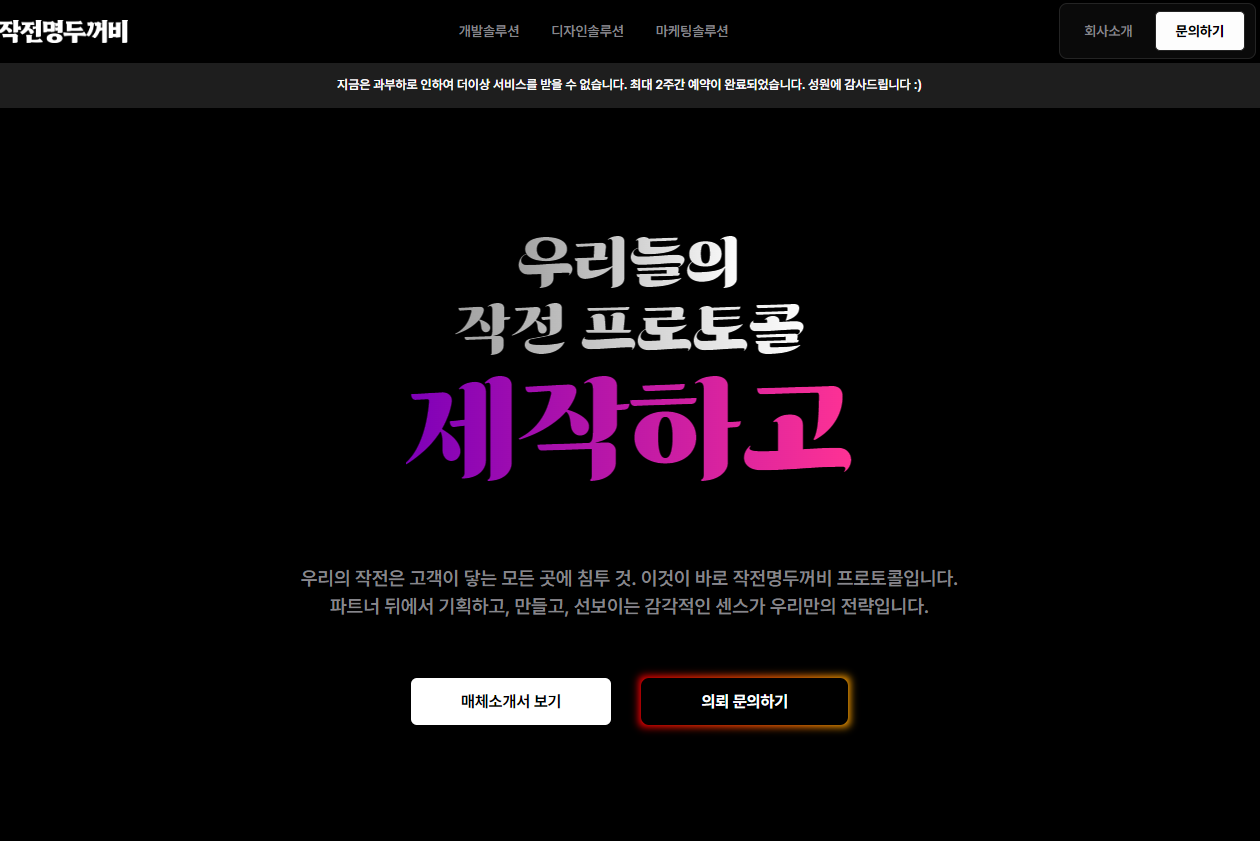 작전명두꺼비
개발솔루션 디자인솔루션 마케팅솔루션
회사소개 문의하기
지금은 과부하로 인하여 더이상 서비스를 받을 수 없습니다. 최대 2주간 예약이 완료되었습니다. 성원에 감사드립니다 :)
우리들의
작전 프로토콜
제작하고
우리의 작전은 고객이 닿는 모든 곳에 침투 것. 이것이 바로 작전명두꺼비 프로토콜입니다.
파트너 뒤에서 기획하고, 만들고, 선보이는 감각적인 센스가 우리만의 전략입니다.
매체소개서 보기 의뢰 문의하기